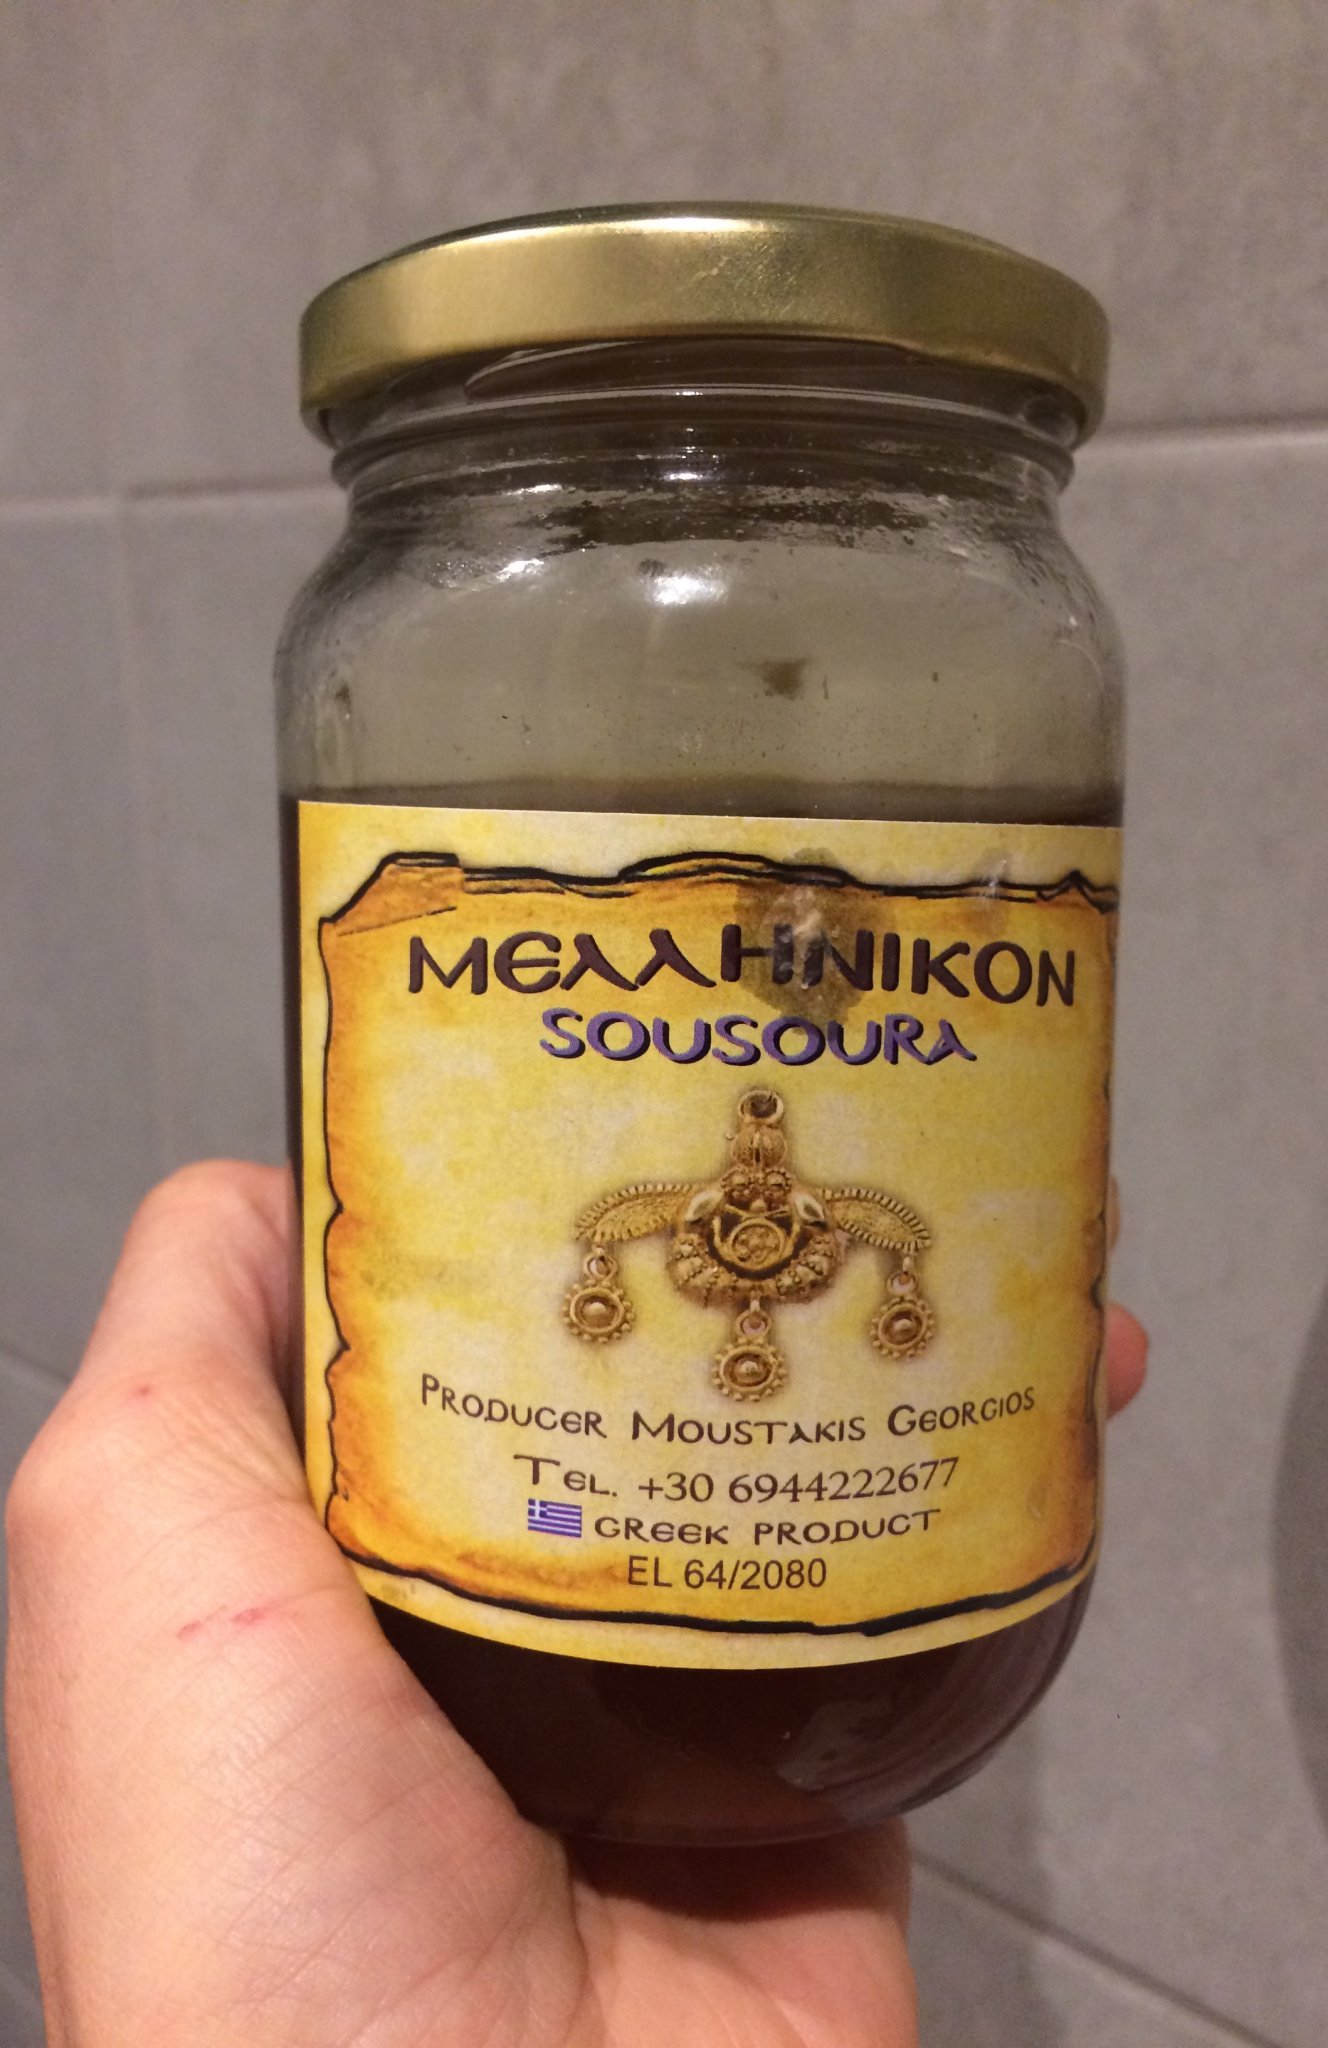 ΜΕΛΛΗΝΙΚΟΝ
SOUSOURA
PRODUCER MOUSTAKIS GEORGIOS
TEL. +30 6944222677
GREEK PRODUCT
EL 64/2080